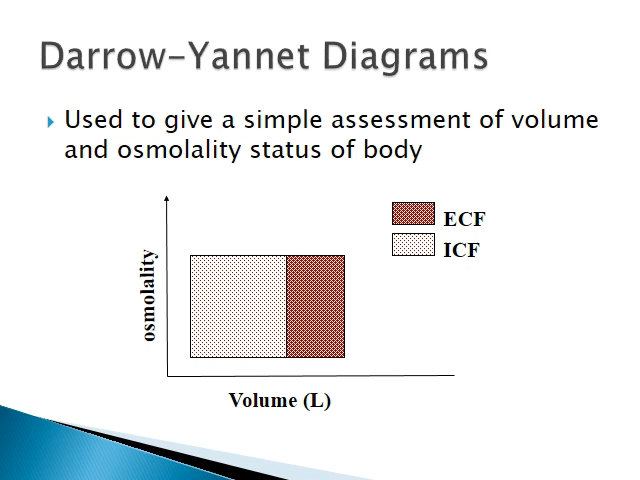 Darrow-Yannet Diagrams
Used to give a simple assessment of volume
and osmolality status of body
ECF
ICF
osmolality
Volume (L)